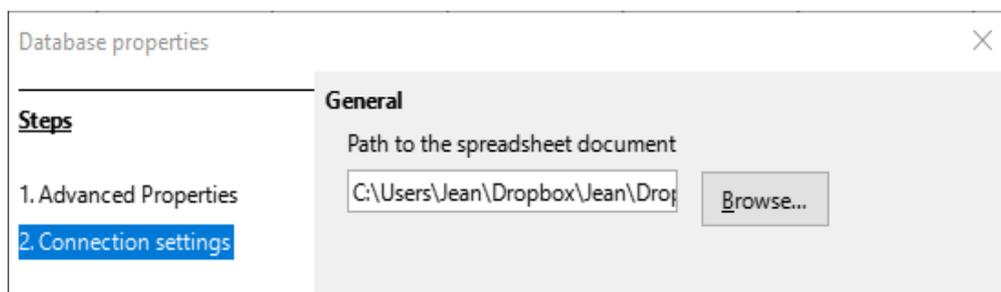 Database properties
Steps
1. Advanced Properties
2. Connection settings
General
Path to the spreadsheet document
C:\Users\Jean\Dropbox\Jean\Drop
Browse...